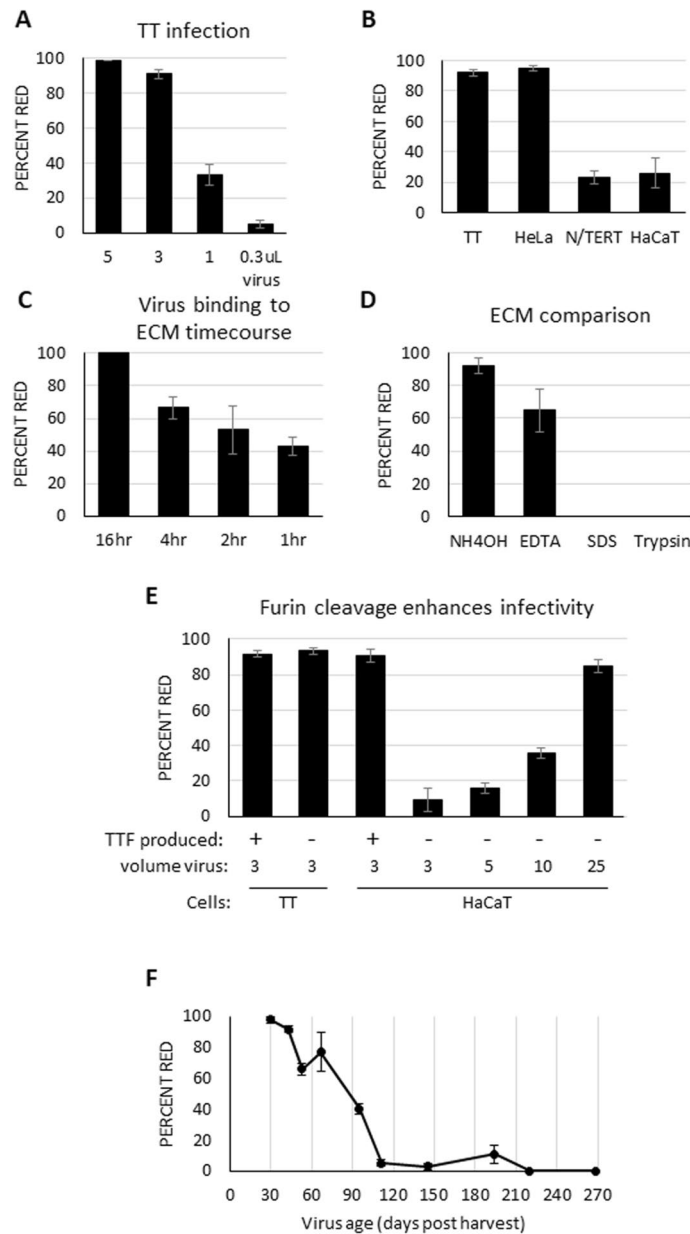 A
TT infection
PERCENT RED
100
80
60
40
20
0
5 3 1 0.3uL
virus
B
PERCENT RED
100
80
60
40
20
0
TT HeLa N/TERT HaCaT
C
Virus binding to
ECM timecourse
PERCENT RED
100
80
60
40
20
0
16hr 4hr 2hr 1hr
D
ECM comparison
PERCENT RED
100
80
60
40
20
0
NH4OH EDTA SDS Trypsin
E
Furin cleavage enhances infectivity
PERCENT RED
100
80
60
40
20
0
TTF produced: + – + – – – –
volume virus: 3 3 3 3 5 10 25
Cells: TT HaCaT
F
PERCENT RED
100
80
60
40
20
0
0 30 60 90 120 150 180 210 240 270
Virus age (days post harvest)